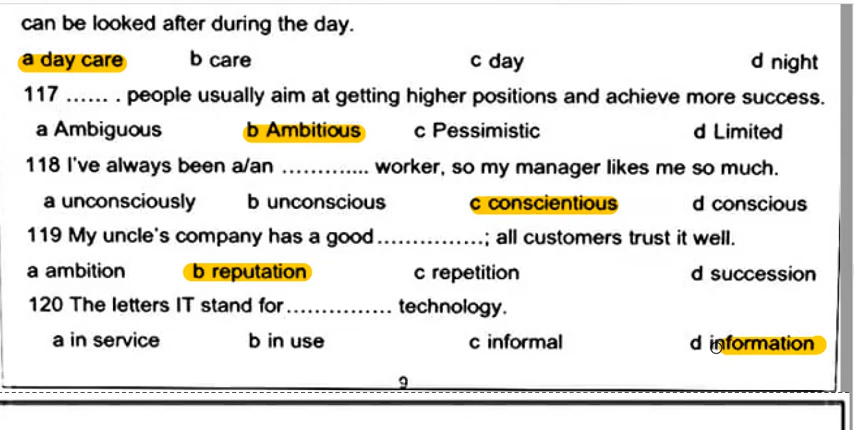 can be looked after during the day.
a day care b care c day d night
117 ...... . people usually aim at getting higher positions and achieve more success.
a Ambiguous b Ambitious c Pessimistic d Limited
118 I've always been a/an ............. worker, so my manager likes me so much.
a unconsciously b unconscious c conscientious d conscious
119 My uncle's company has a good...............; all customers trust it well.
a ambition b reputation c repetition d succession
120 The letters IT stand for............... technology.
a in service b in use c informal d information
9